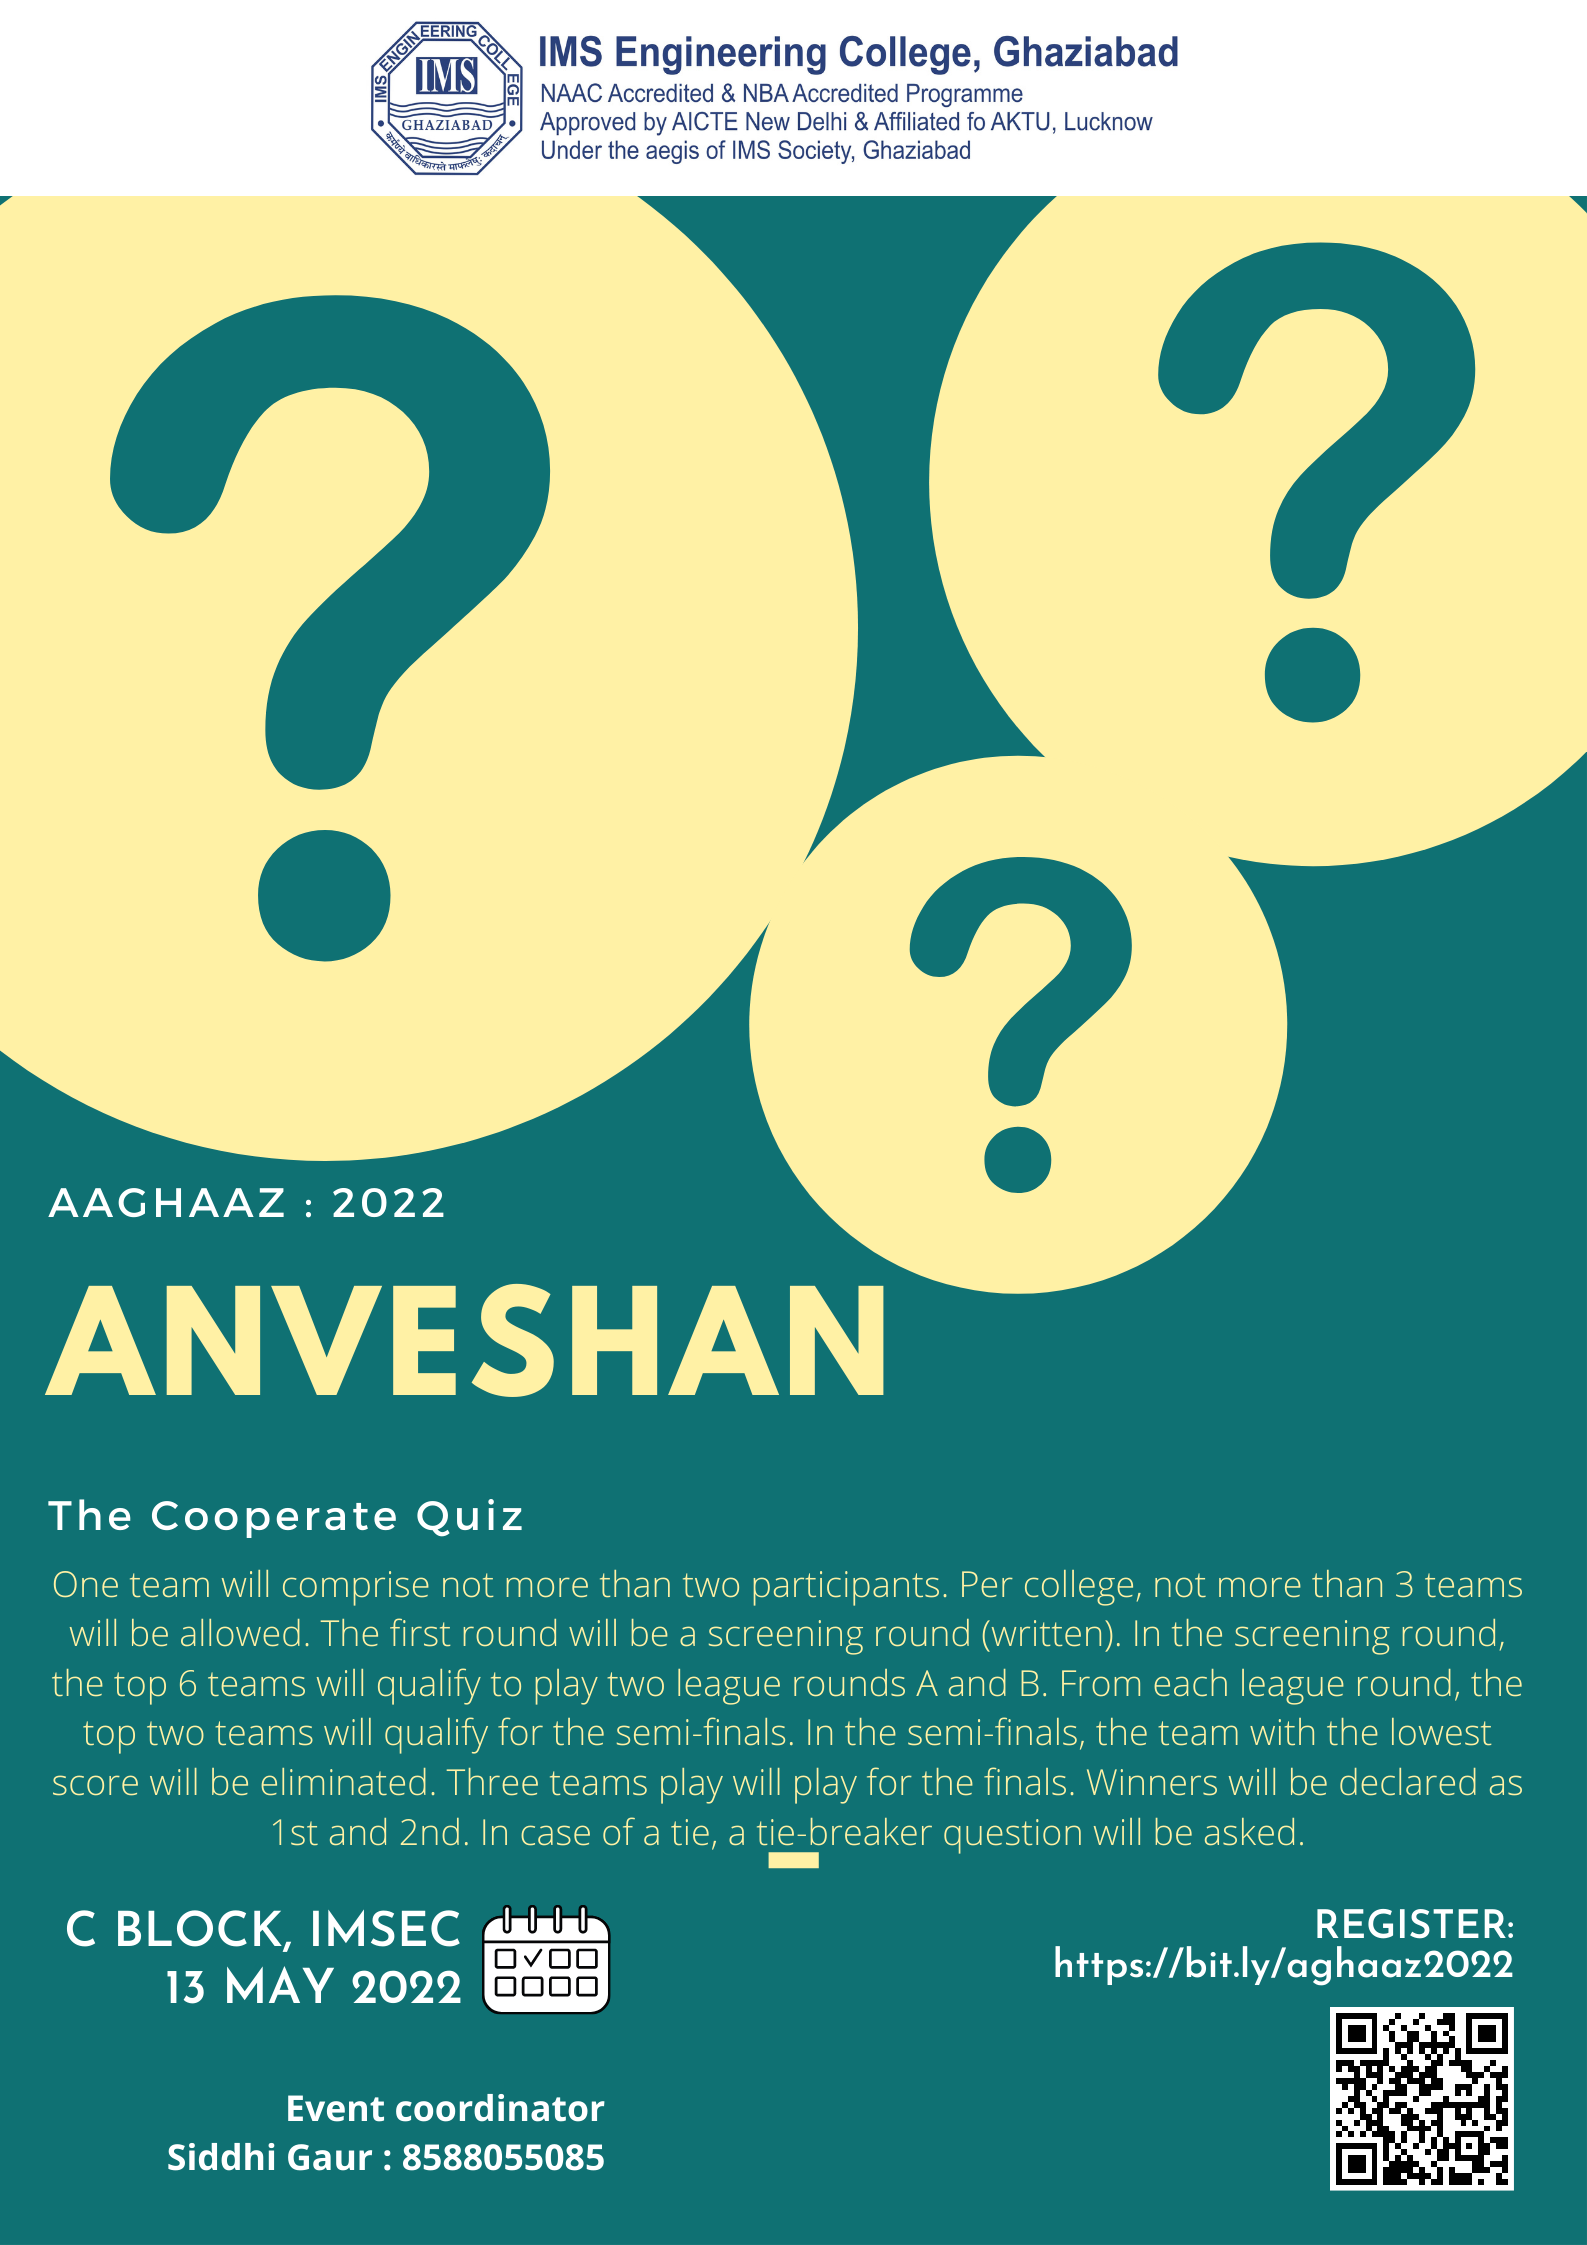 IMS ENGINEERING COLLEGE
IMS
GHAZIABAD
कर्मण्ये वाधिकारस्ते माफलेषु: कदाचन्
IMS Engineering College, Ghaziabad
NAAC Accredited & NBA Accredited Programme
Approved by AICTE New Delhi & Affiliated fo AKTU, Lucknow
Under the aegis of IMS Society, Ghaziabad
?
?
?
AAGHAAZ : 2022
ANVESHAN
The Cooperate Quiz
One team will comprise not more than two participants. Per college, not more than 3 teams
will be allowed. The first round will be a screening round (written). In the screening round,
the top 6 teams will qualify to play two league rounds A and B. From each league round, the
top two teams will qualify for the semi-finals. In the semi-finals, the team with the lowest
score will be eliminated. Three teams play will play for the finals. Winners will be declared as
1st and 2nd. In case of a tie, a tie-breaker question will be asked.
C BLOCK, IMSEC
13 MAY 2022
REGISTER:
https://bit.ly/aghaaz2022
Event coordinator
Siddhi Gaur : 8588055085